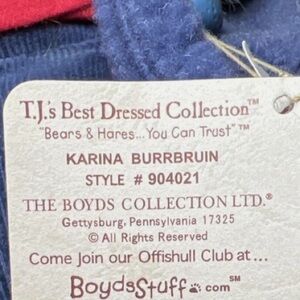 T.J.'s Best Dressed Collection™
"Bears & Hares...You Can Trust"™
KARINA BURRBRUIN
STYLE # 904021
THE BOYDS COLLECTION LTD.®
Gettysburg, Pennsylvania 17325
© All Rights Reserved
Come Join our Offishull Club at...
BoydsStuff.com℠